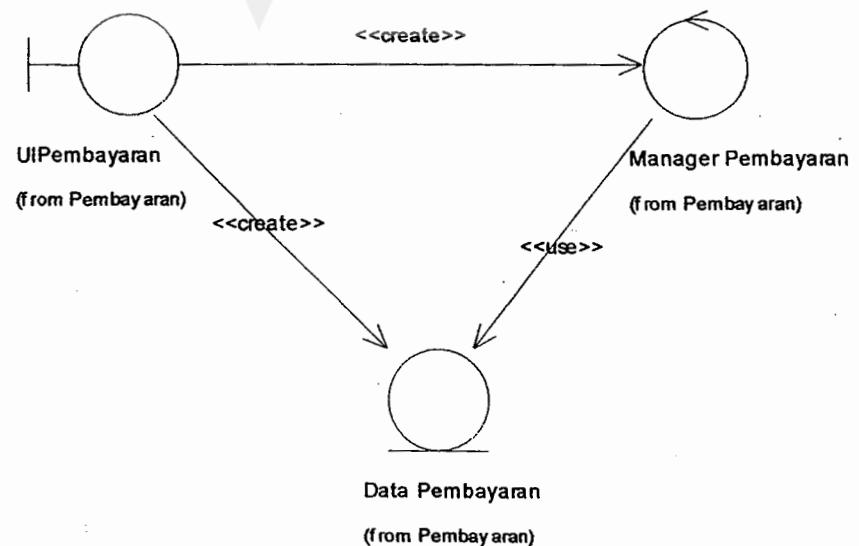 <<create>>
UIPembayaran
(from Pembayaran)
Manager Pembayaran
(from Pembayaran)
<<create>>
<<use>>
Data Pembayaran
(from Pembayaran)